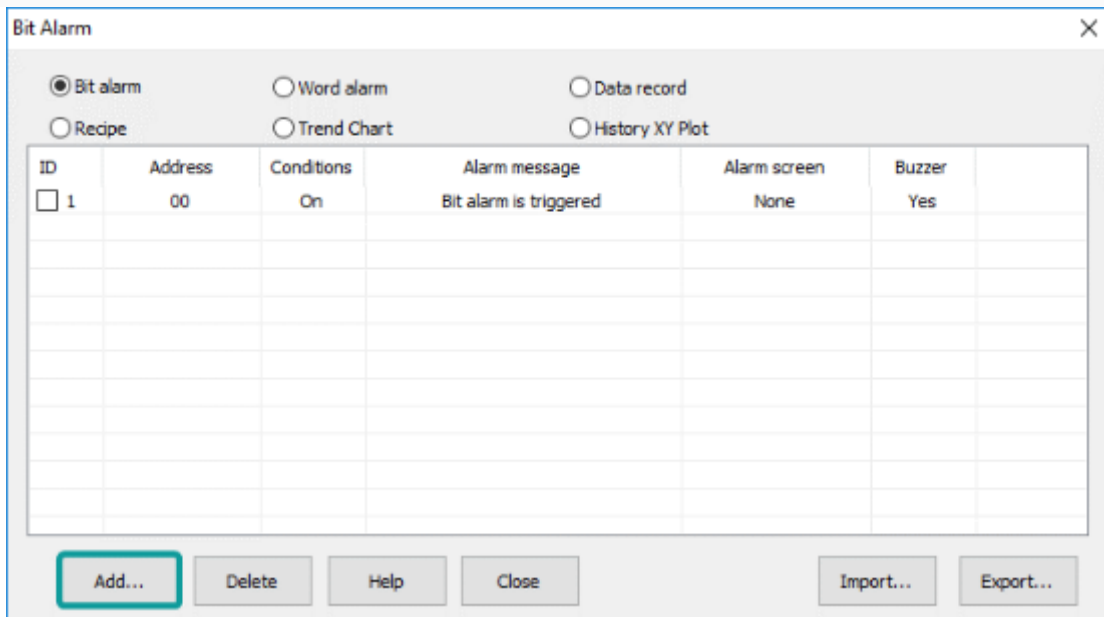 Bit Alarm
Bit alarm Word alarm Data record
Recipe Trend Chart History XY Plot
ID Address Conditions Alarm message Alarm screen Buzzer
1 00 On Bit alarm is triggered None Yes
Add... Delete Help Close Import... Export...